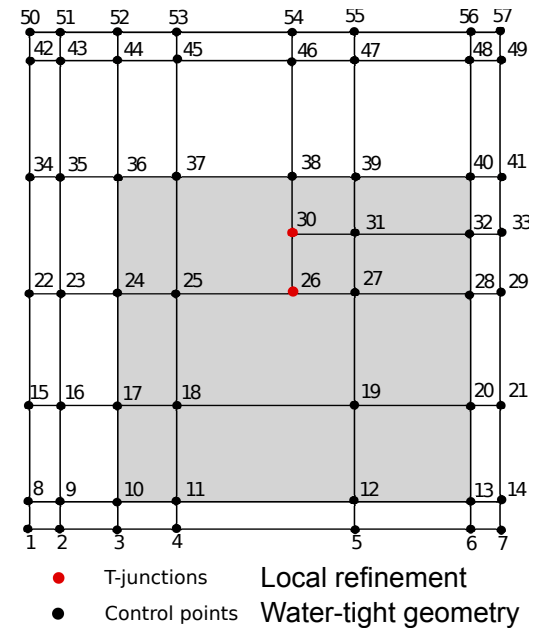 50 51 52 53 54 55 56 57
42 43 44 45 46 47 48 49
34 35 36 37 38 39 40 41
30 31 32 33
22 23 24 25 26 27 28 29
15 16 17 18 19 20 21
8 9 10 11 12 13 14
1 2 3 4 5 6 7
T-junctions Local refinement
Control points Water-tight geometry